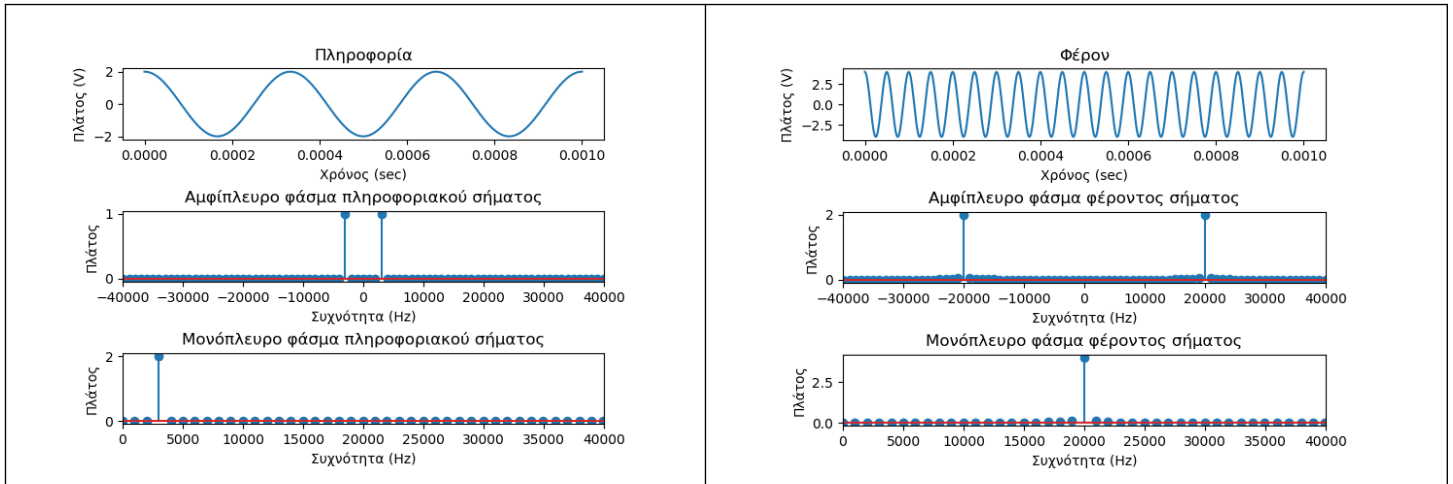 Πληροφορία
Πλάτος (V)
2
0
−2
0.0000 0.0002 0.0004 0.0006 0.0008 0.0010
Χρόνος (sec)
Αμφίπλευρο φάσμα πληροφοριακού σήματος
Πλάτος
1
0
−40000 −30000 −20000 −10000 0 10000 20000 30000 40000
Συχνότητα (Hz)
Μονόπλευρο φάσμα πληροφοριακού σήματος
Πλάτος
2
0
0 5000 10000 15000 20000 25000 30000 35000 40000
Συχνότητα (Hz)
Φέρον
Πλάτος (V)
2.5
0.0
−2.5
0.0000 0.0002 0.0004 0.0006 0.0008 0.0010
Χρόνος (sec)
Αμφίπλευρο φάσμα φέροντος σήματος
Πλάτος
2
0
−40000 −30000 −20000 −10000 0 10000 20000 30000 40000
Συχνότητα (Hz)
Μονόπλευρο φάσμα φέροντος σήματος
Πλάτος
2.5
0.0
0 5000 10000 15000 20000 25000 30000 35000 40000
Συχνότητα (Hz)